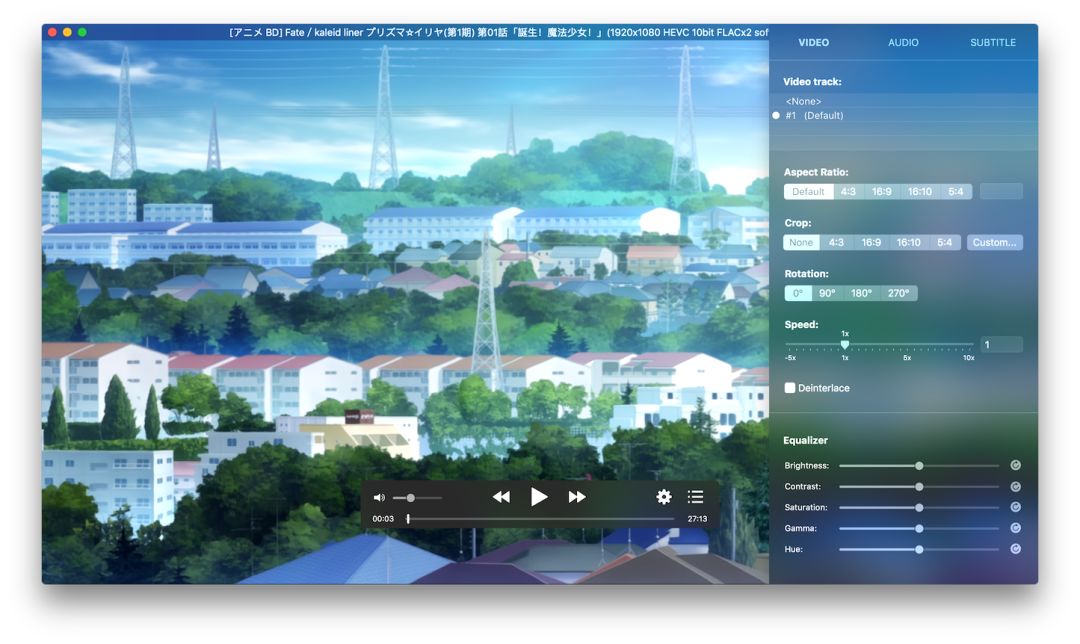 [アニメ BD] Fate / kaleid liner プリズマ☆イリヤ(第1期) 第01話「誕生！魔法少女！」(1920x1080 HEVC 10bit FLACx2 sof
VIDEO AUDIO SUBTITLE
Video track:
<None>
#1 (Default)
Aspect Ratio:
Default 4:3 16:9 16:10 5:4
Crop:
None 4:3 16:9 16:10 5:4 Custom...
Rotation:
0° 90° 180° 270°
Speed:
1x
1
-5x 1x 5x 10x
Deinterlace
Equalizer
Brightness:
Contrast:
Saturation:
Gamma:
Hue:
00:03 27:13